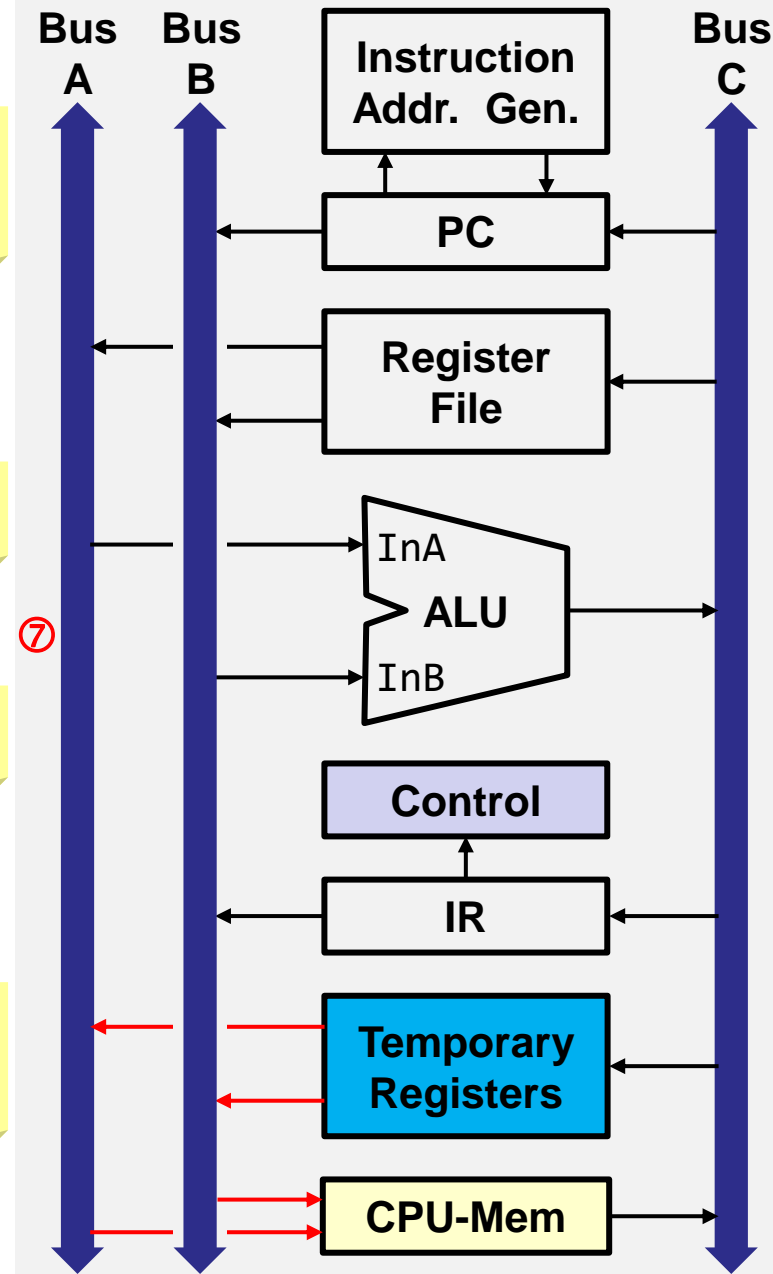 Bus
A
Bus
B
Bus
C
Instruction
Addr. Gen.
PC
Register
File
InA
ALU
InB
⑦
Control
IR
Temporary
Registers
CPU-Mem